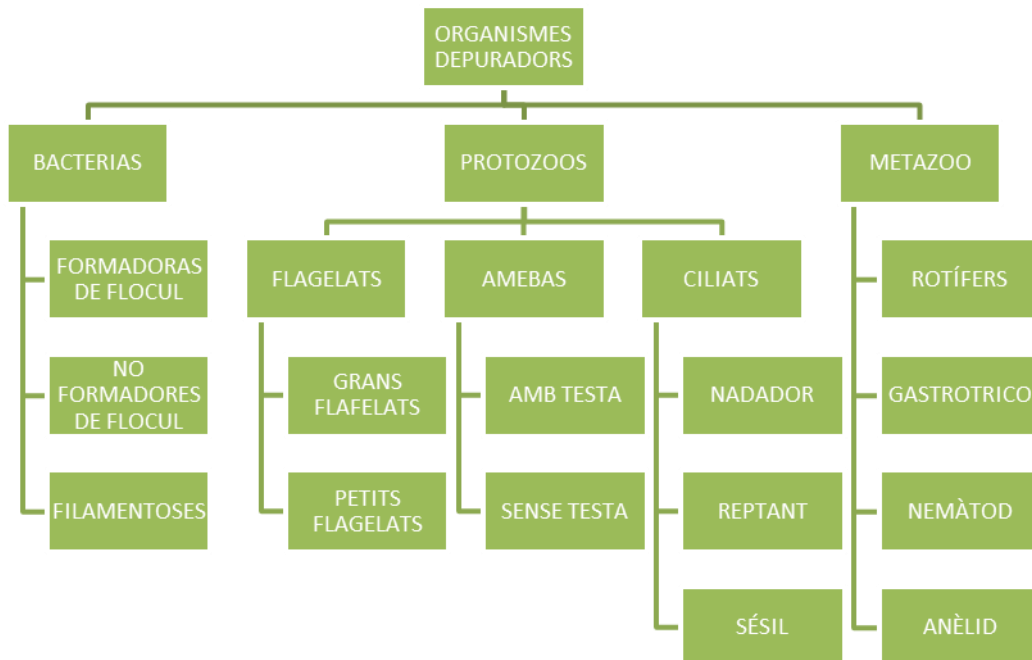 ORGANISMES
DEPURADORS
BACTERIAS
PROTOZOOS
METAZOO
FORMADORAS
DE FLOCUL
FLAGELATS
AMEBAS
CILIATS
ROTÍFERS
NO
FORMADORES
DE FLOCUL
GRANS
FLAFELATS
AMB TESTA
NADADOR
GASTROTRICO
FILAMENTOSES
PETITS
FLAGELATS
SENSE TESTA
REPTANT
NEMÀTOD
SÉSIL
ANÈLID